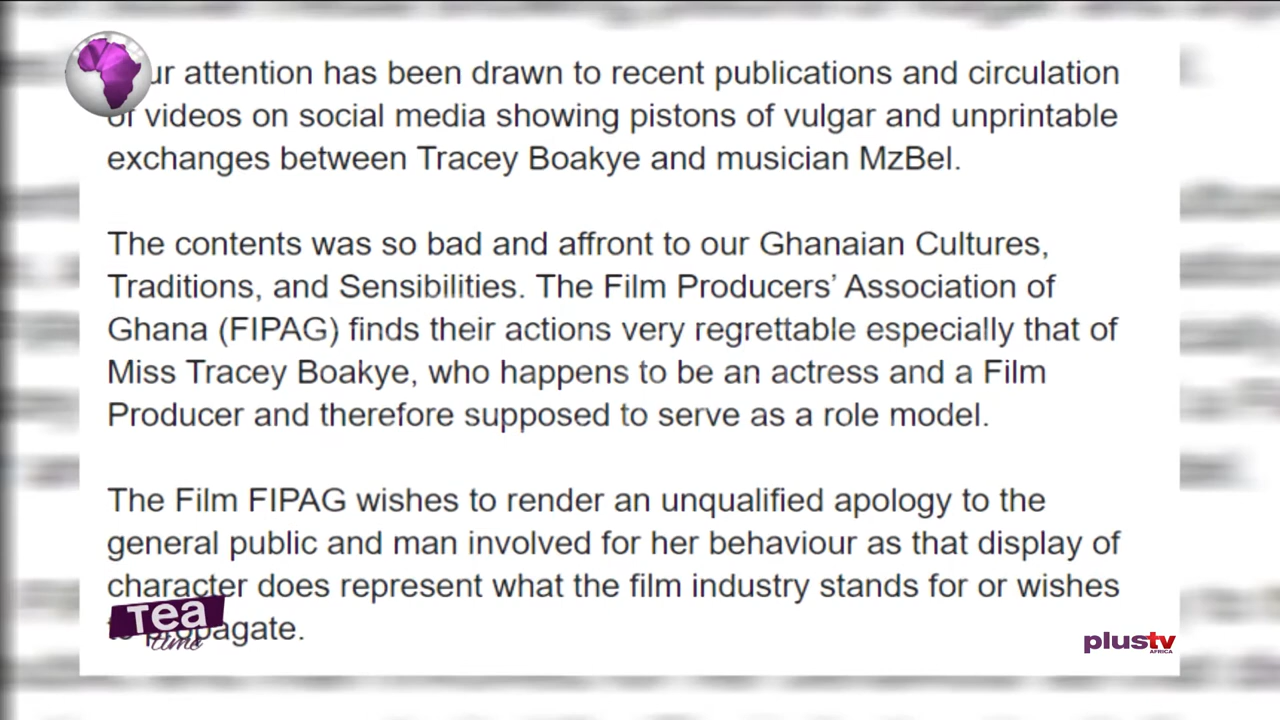 ur attention has been drawn to recent publications and circulation
of videos on social media showing pistons of vulgar and unprintable
exchanges between Tracey Boakye and musician MzBel.
The contents was so bad and affront to our Ghanaian Cultures,
Traditions, and Sensibilities. The Film Producers’ Association of
Ghana (FIPAG) finds their actions very regrettable especially that of
Miss Tracey Boakye, who happens to be an actress and a Film
Producer and therefore supposed to serve as a role model.
The Film FIPAG wishes to render an unqualified apology to the
general public and man involved for her behaviour as that display of
character does represent what the film industry stands for or wishes
to propagate.
Tea
time
plustv
AFRICA